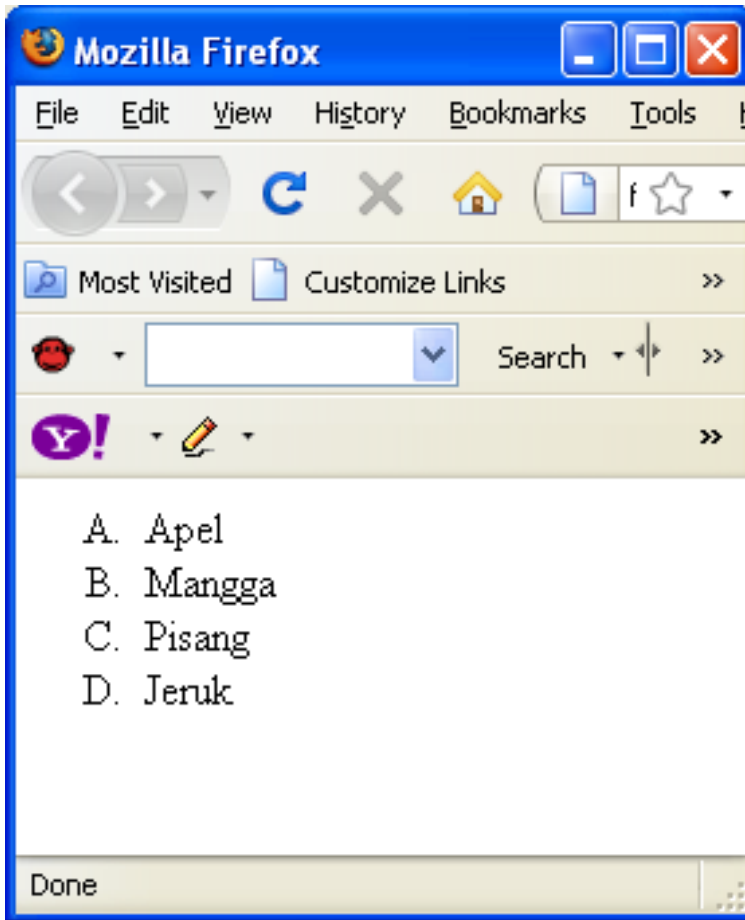 Mozilla Firefox
File Edit View History Bookmarks Tools
f
Most Visited Customize Links
Search
Y!
A. Apel
B. Mangga
C. Pisang
D. Jeruk
Done